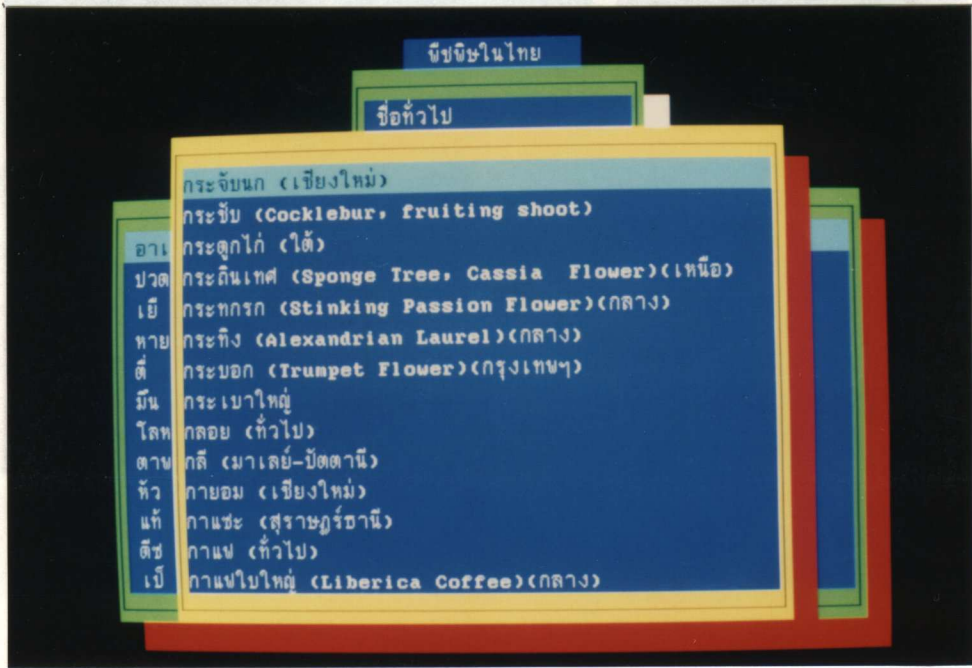 พืชพิษในไทย
ชื่อทั่วไป
กระจับนก (เชียงใหม่)
กระชับ (Cocklebur, fruiting shoot)
อาเ กระตูกไก่ (ใต้)
ปวด กระถินเทศ (Sponge Tree, Cassia Flower)(เหนือ)
เยื กระทกรก (Stinking Passion Flower)(กลาง)
หาย กระทิง (Alexandrian Laurel)(กลาง)
ตื่ กระบอก (Trumpet Flower)(กรุงเทพฯ)
มึน กระเบาใหญ่
โลห กลอย (ทั่วไป)
ตาพ กลี (มาเลย์-ปัตตานี)
หัว กายอม (เชียงใหม่)
แท้ กาแซะ (สุราษฎร์ธานี)
ตีซ กาแฟ (ทั่วไป)
เป็ กาแฟใบใหญ่ (Liberica Coffee)(กลาง)